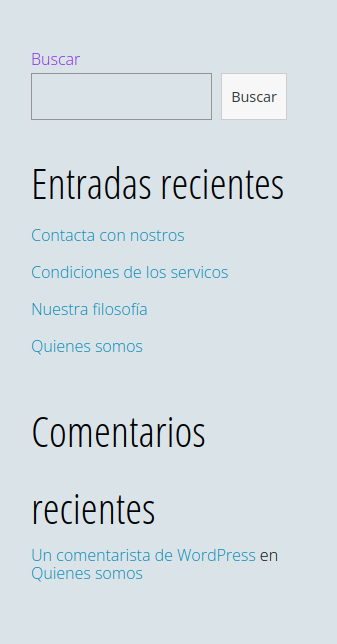 Buscar
Buscar
Entradas recientes
Contacta con nostros
Condiciones de los servicos
Nuestra filosofía
Quienes somos
Comentarios
recientes
Un comentarista de WordPress en
Quienes somos